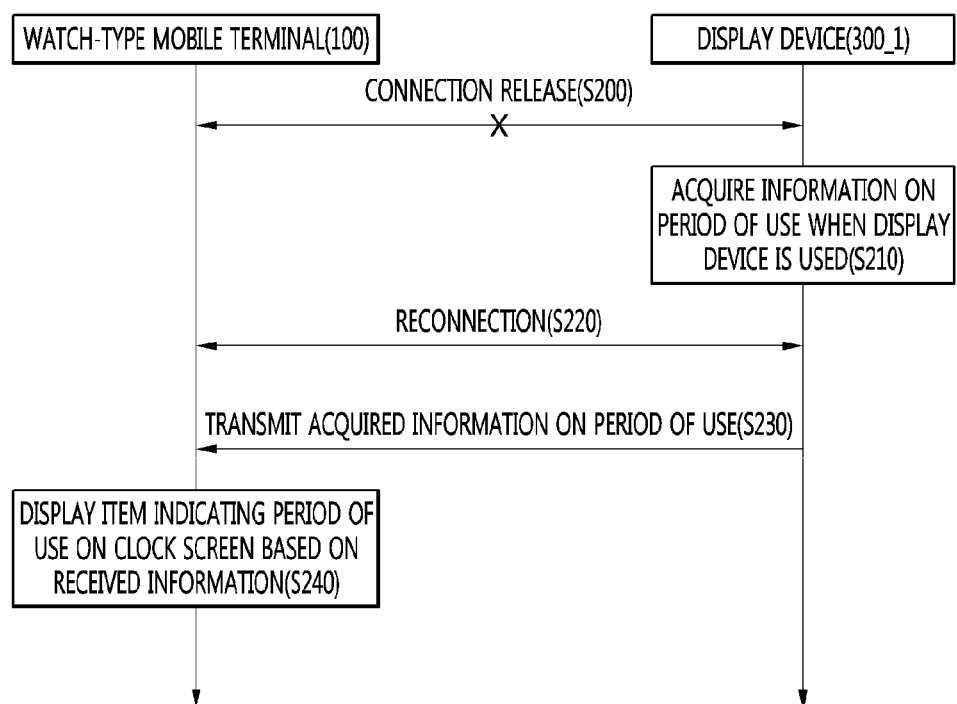 WATCH-TYPE MOBILE TERMINAL(100)
DISPLAY DEVICE(300_1)
CONNECTION RELEASE(S200)
X
ACQUIRE INFORMATION ON
PERIOD OF USE WHEN DISPLAY
DEVICE IS USED(S210)
RECONNECTION(S220)
TRANSMIT ACQUIRED INFORMATION ON PERIOD OF USE(S230)
DISPLAY ITEM INDICATING PERIOD OF
USE ON CLOCK SCREEN BASED ON
RECEIVED INFORMATION(S240)